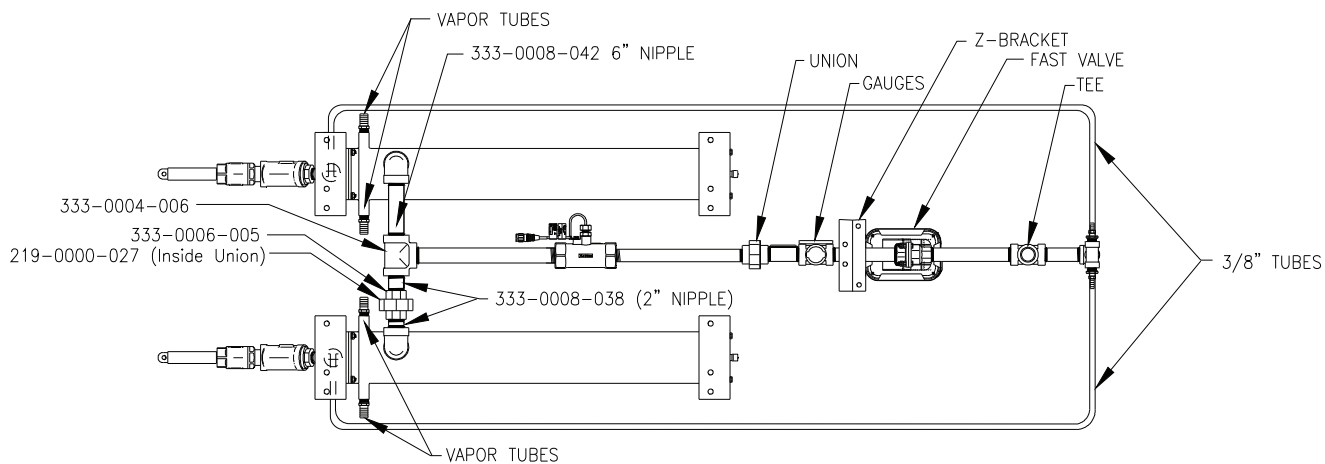 VAPOR TUBES
333-0008-042 6" NIPPLE
Z-BRACKET
UNION
FAST VALVE
GAUGES
TEE
333-0004-006
333-0006-005
219-0000-027 (Inside Union)
3/8" TUBES
333-0008-038 (2" NIPPLE)
VAPOR TUBES